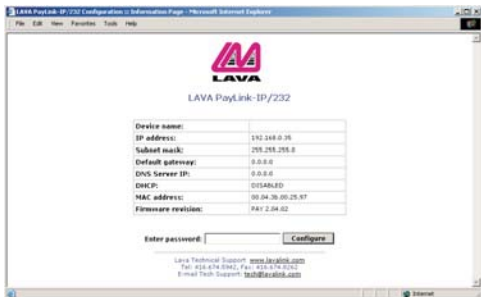 LAVA PayLink-IP/232 Configuration :: Information Page - Microsoft Internet Explorer
File Edit View Favorites Tools Help
LAVA
LAVA PayLink-IP/232
Device name:
IP address: 192.168.0.35
Subnet mask: 255.255.255.0
Default gateway: 0.0.0.0
DNS Server IP: 0.0.0.0
DHCP: DISABLED
MAC address: 00.04.36.00.25.97
Firmware revision: PAY 2.04.02
Enter password: Configure
Lava Technical Support: www.lavalink.com
Tel: 416.674.5942, Fax: 416.674.8262
E-mail Tech Support: tech@lavalink.com
Internet